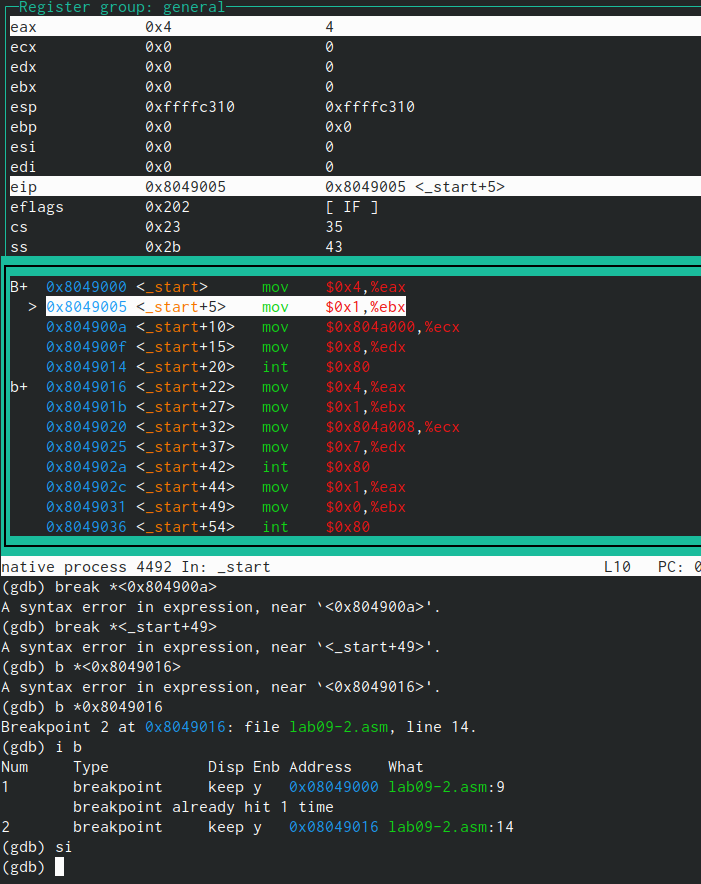 Register group: general
eax 0x4 4
ecx 0x0 0
edx 0x0 0
ebx 0x0 0
esp 0xffffc310 0xffffc310
ebp 0x0 0x0
esi 0x0 0
edi 0x0 0
eip 0x8049005 0x8049005 <_start+5>
eflags 0x202 [ IF ]
cs 0x23 35
ss 0x2b 43
B+ 0x8049000 <_start> mov $0x4,%eax
> 0x8049005 <_start+5> mov $0x1,%ebx
0x804900a <_start+10> mov $0x804a000,%ecx
0x804900f <_start+15> mov $0x8,%edx
0x8049014 <_start+20> int $0x80
b+ 0x8049016 <_start+22> mov $0x4,%eax
0x804901b <_start+27> mov $0x1,%ebx
0x8049020 <_start+32> mov $0x804a008,%ecx
0x8049025 <_start+37> mov $0x7,%edx
0x804902a <_start+42> int $0x80
0x804902c <_start+44> mov $0x1,%eax
0x8049031 <_start+49> mov $0x0,%ebx
0x8049036 <_start+54> int $0x80
native process 4492 In: _start L10 PC: 0
(gdb) break *<0x804900a>
A syntax error in expression, near `<0x804900a>'.
(gdb) break *<_start+49>
A syntax error in expression, near `<_start+49>'.
(gdb) b *<0x8049016>
A syntax error in expression, near `<0x8049016>'.
(gdb) b *0x8049016
Breakpoint 2 at 0x8049016: file lab09-2.asm, line 14.
(gdb) i b
Num Type Disp Enb Address What
1 breakpoint keep y 0x08049000 lab09-2.asm:9
breakpoint already hit 1 time
2 breakpoint keep y 0x08049016 lab09-2.asm:14
(gdb) si
(gdb)